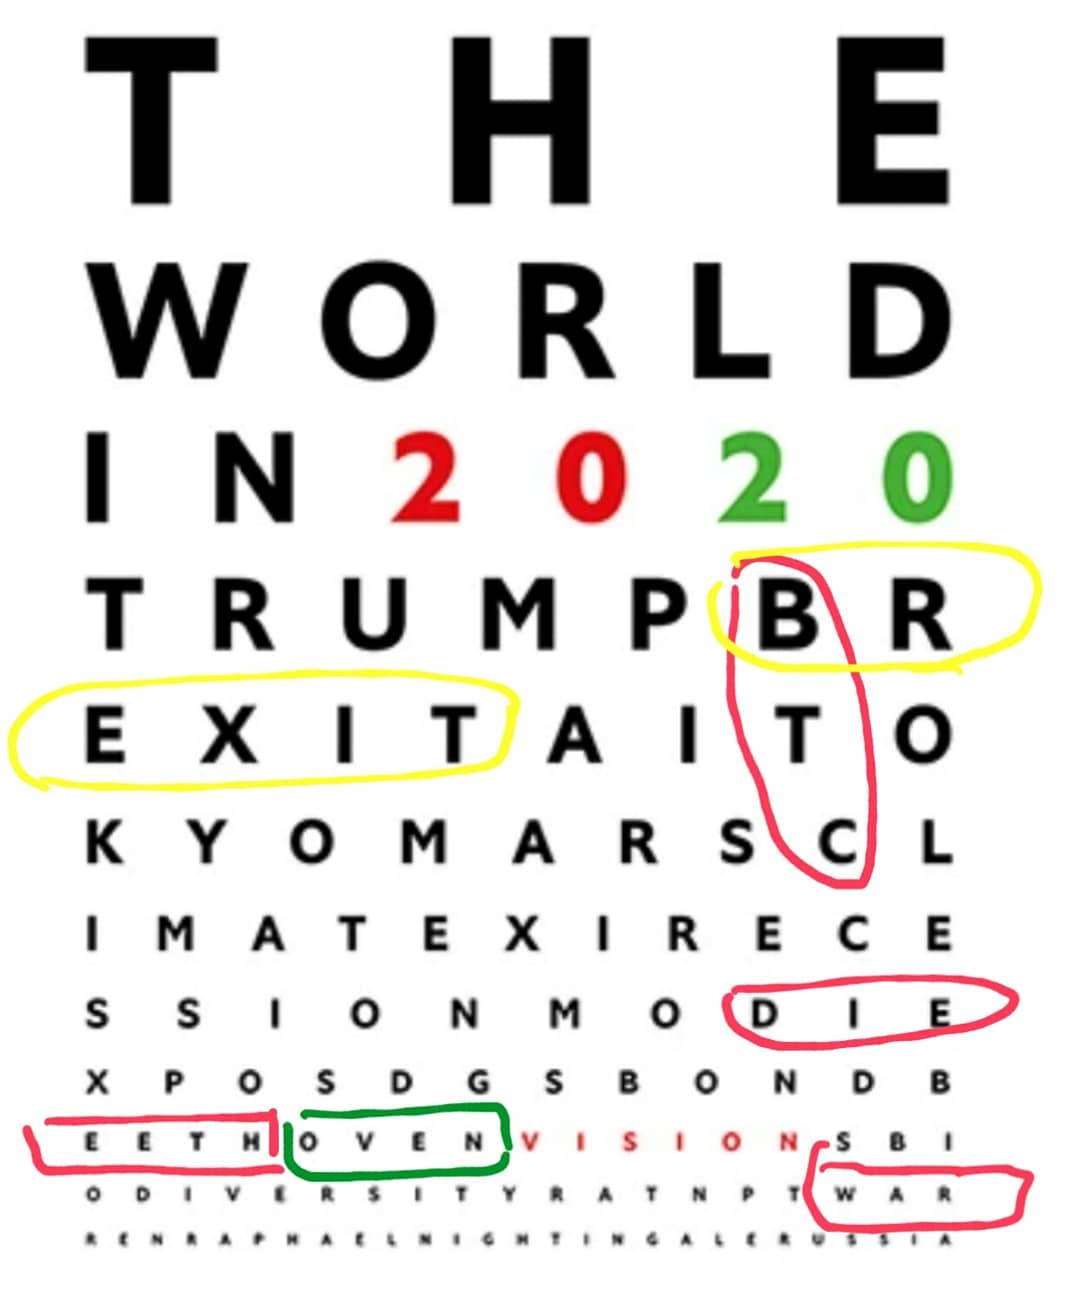 T H E
W O R L D
I N 2 0 2 0
T R U M P B R
E X I T A I T O
K Y O M A R S C L
I M A T E X I R E C E
S S I O N M O D I E
X P O S D G S B O N D B
E E T H O V E N V I S I O N S B I
O D I V E R S I T Y R A T N P T W A R
R E N R A P H A E L N I G H T I N G A L E R U S S I A